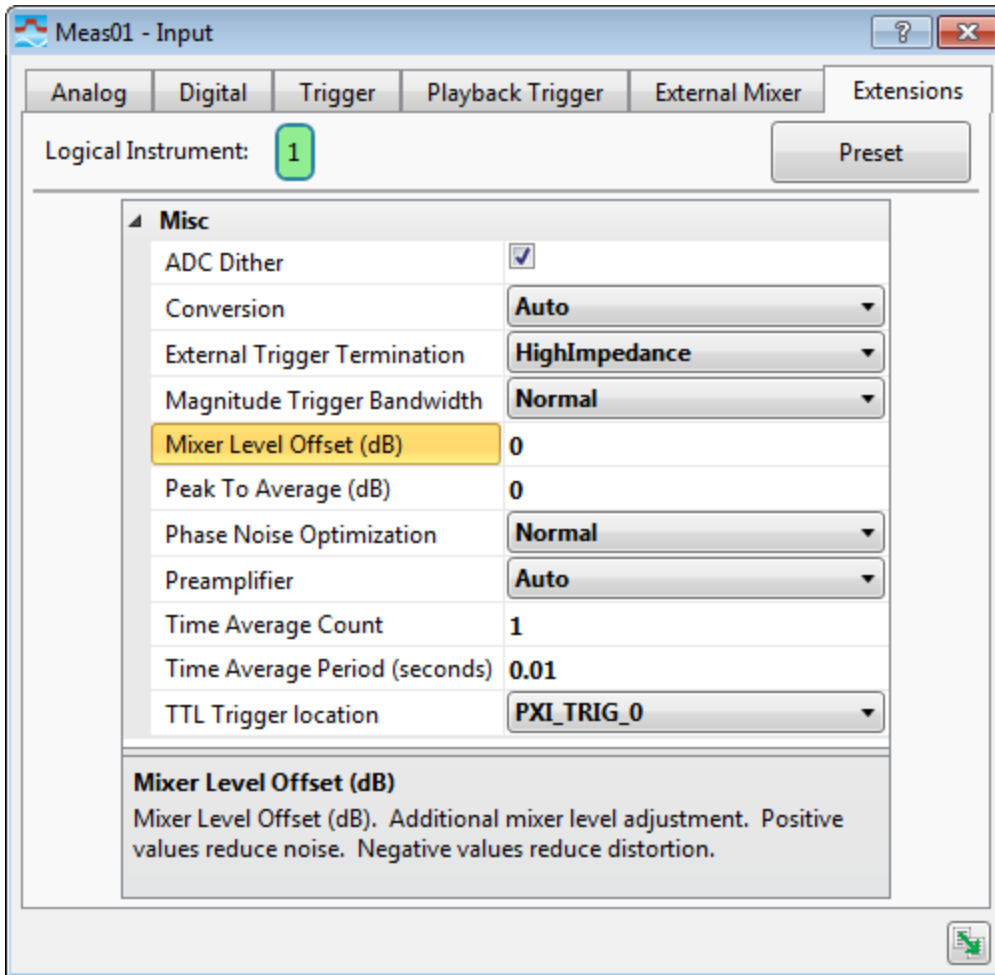 Meas01 - Input
?
Analog Digital Trigger Playback Trigger External Mixer Extensions
Logical Instrument: 1 Preset
Misc
ADC Dither
Conversion Auto
External Trigger Termination HighImpedance
Magnitude Trigger Bandwidth Normal
Mixer Level Offset (dB) 0
Peak To Average (dB) 0
Phase Noise Optimization Normal
Preamplifier Auto
Time Average Count 1
Time Average Period (seconds) 0.01
TTL Trigger location PXI_TRIG_0
Mixer Level Offset (dB)
Mixer Level Offset (dB).  Additional mixer level adjustment.  Positive
values reduce noise.  Negative values reduce distortion.